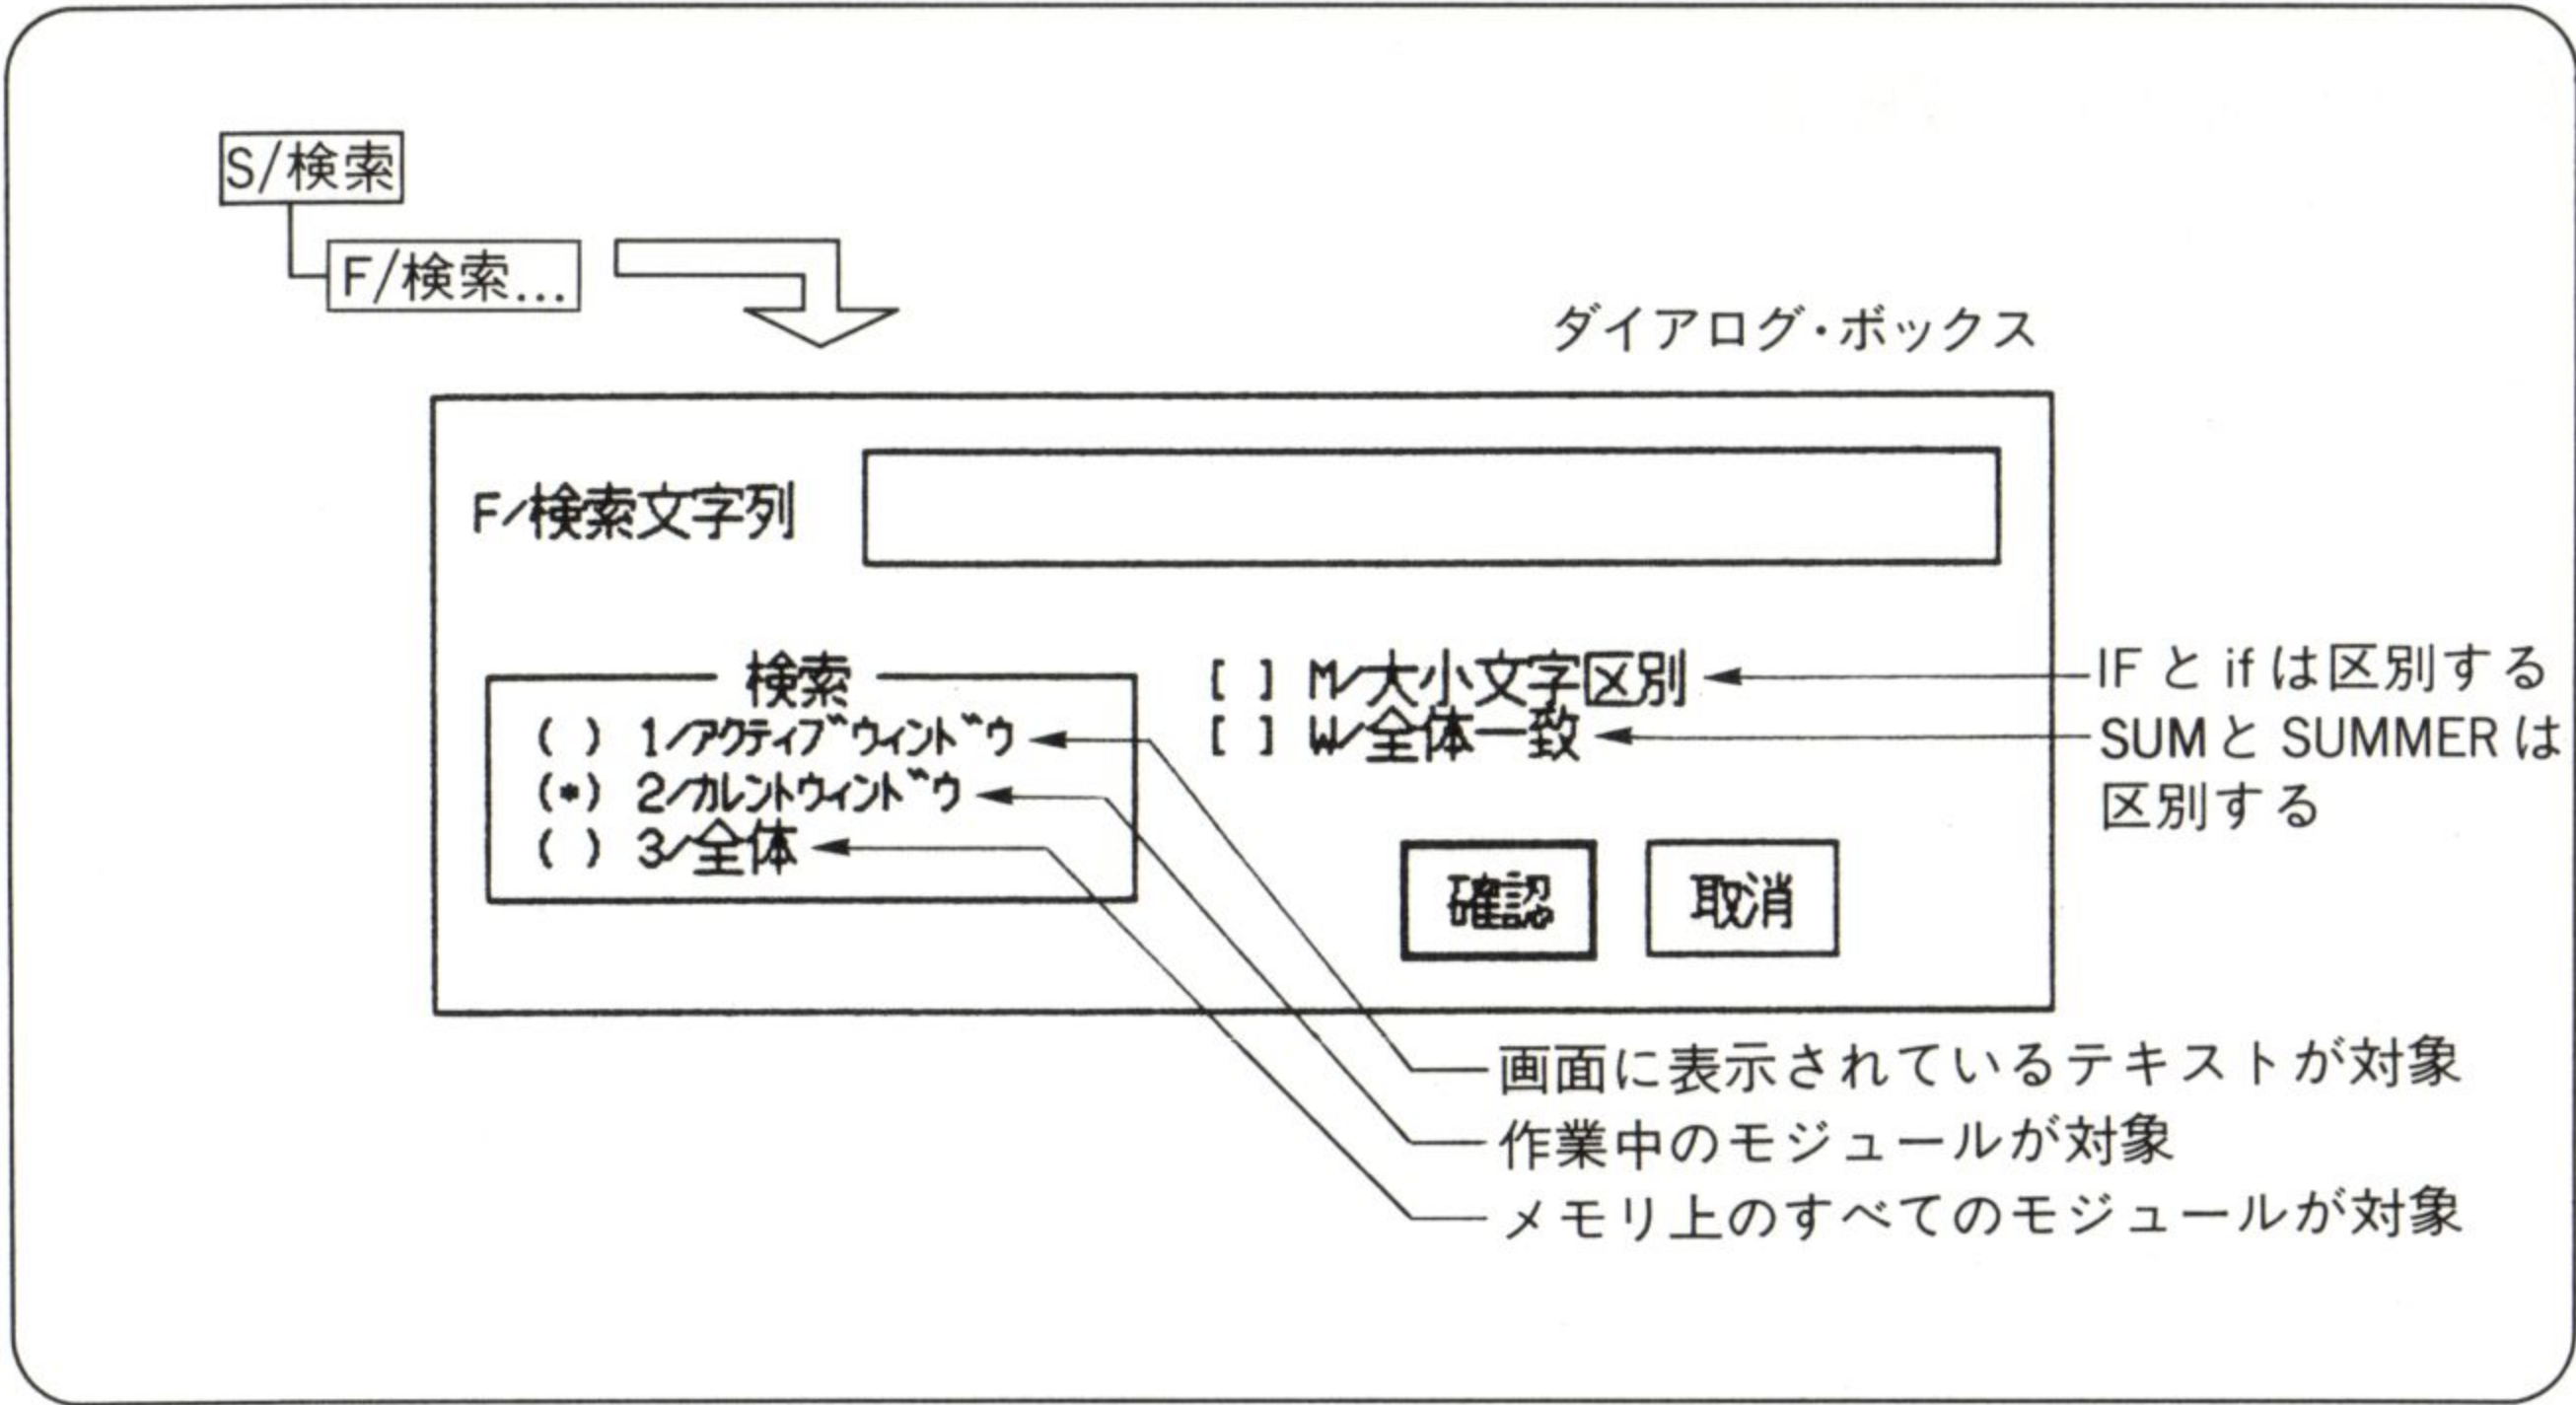 S/検索
F/検索...
ダイアログ・ボックス
F/検索文字列
検索
( ) 1/アクティブウィンドウ
(*) 2/カレントウィンドウ
( ) 3/全体
[ ] M/大小文字区別
[ ] W/全体一致
IF と if は区別する
SUM と SUMMER は
区別する
確認
取消
画面に表示されているテキストが対象
作業中のモジュールが対象
メモリ上のすべてのモジュールが対象